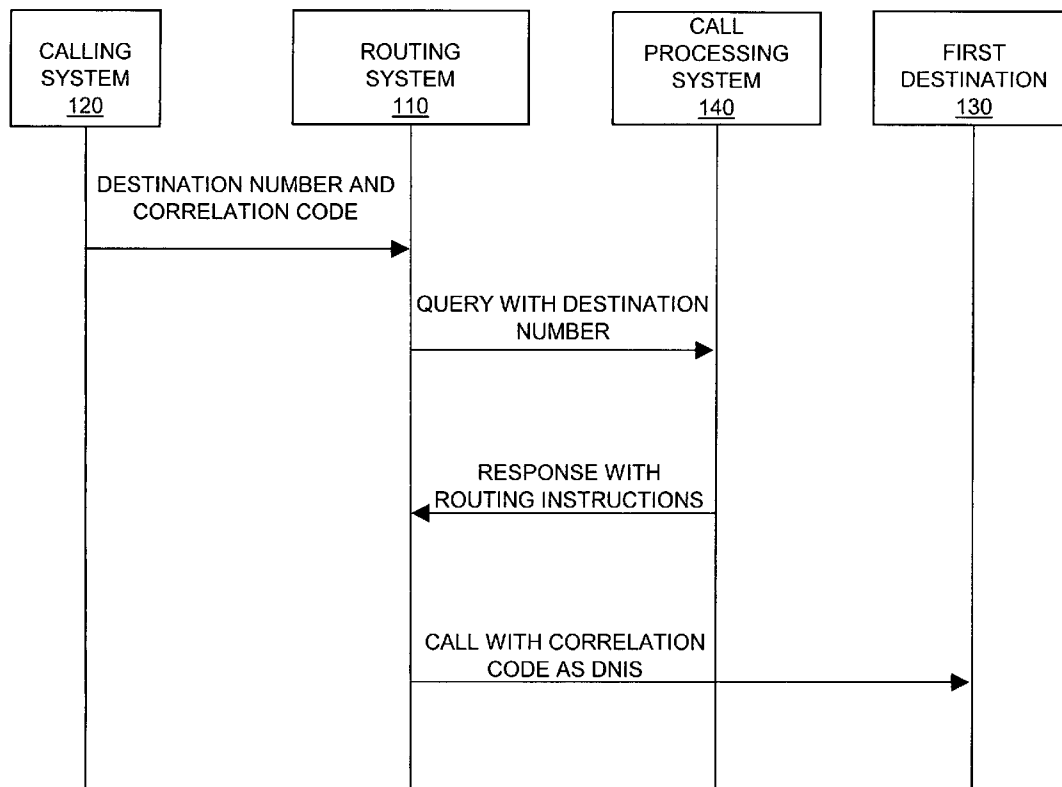 CALLING
SYSTEM
120
ROUTING
SYSTEM
110
CALL
PROCESSING
SYSTEM
140
FIRST
DESTINATION
130
DESTINATION NUMBER AND
CORRELATION CODE
QUERY WITH DESTINATION
NUMBER
RESPONSE WITH
ROUTING INSTRUCTIONS
CALL WITH CORRELATION
CODE AS DNIS